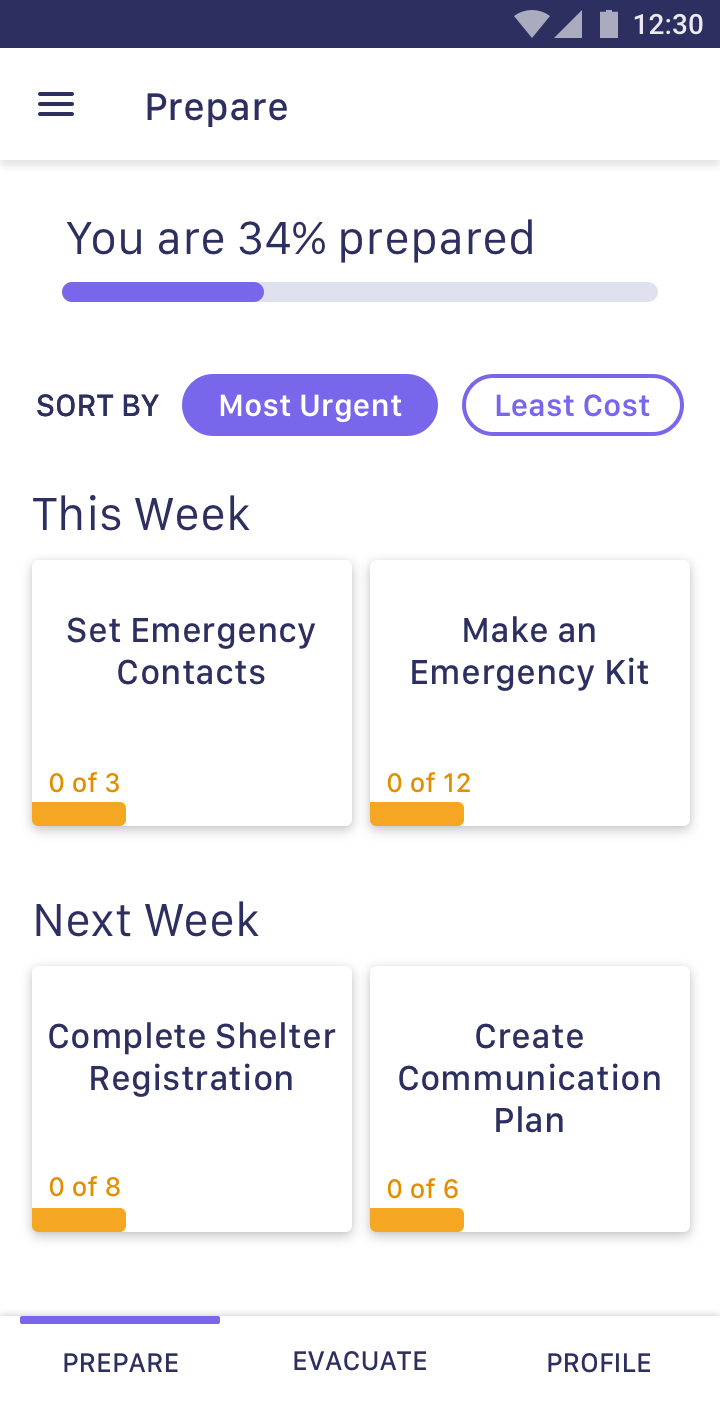 12:30
Prepare
You are 34% prepared
SORT BY
Most Urgent
Least Cost
This Week
Set Emergency
Contacts
0 of 3
Make an
Emergency Kit
0 of 12
Next Week
Complete Shelter
Registration
0 of 8
Create
Communication
Plan
0 of 6
PREPARE
EVACUATE
PROFILE